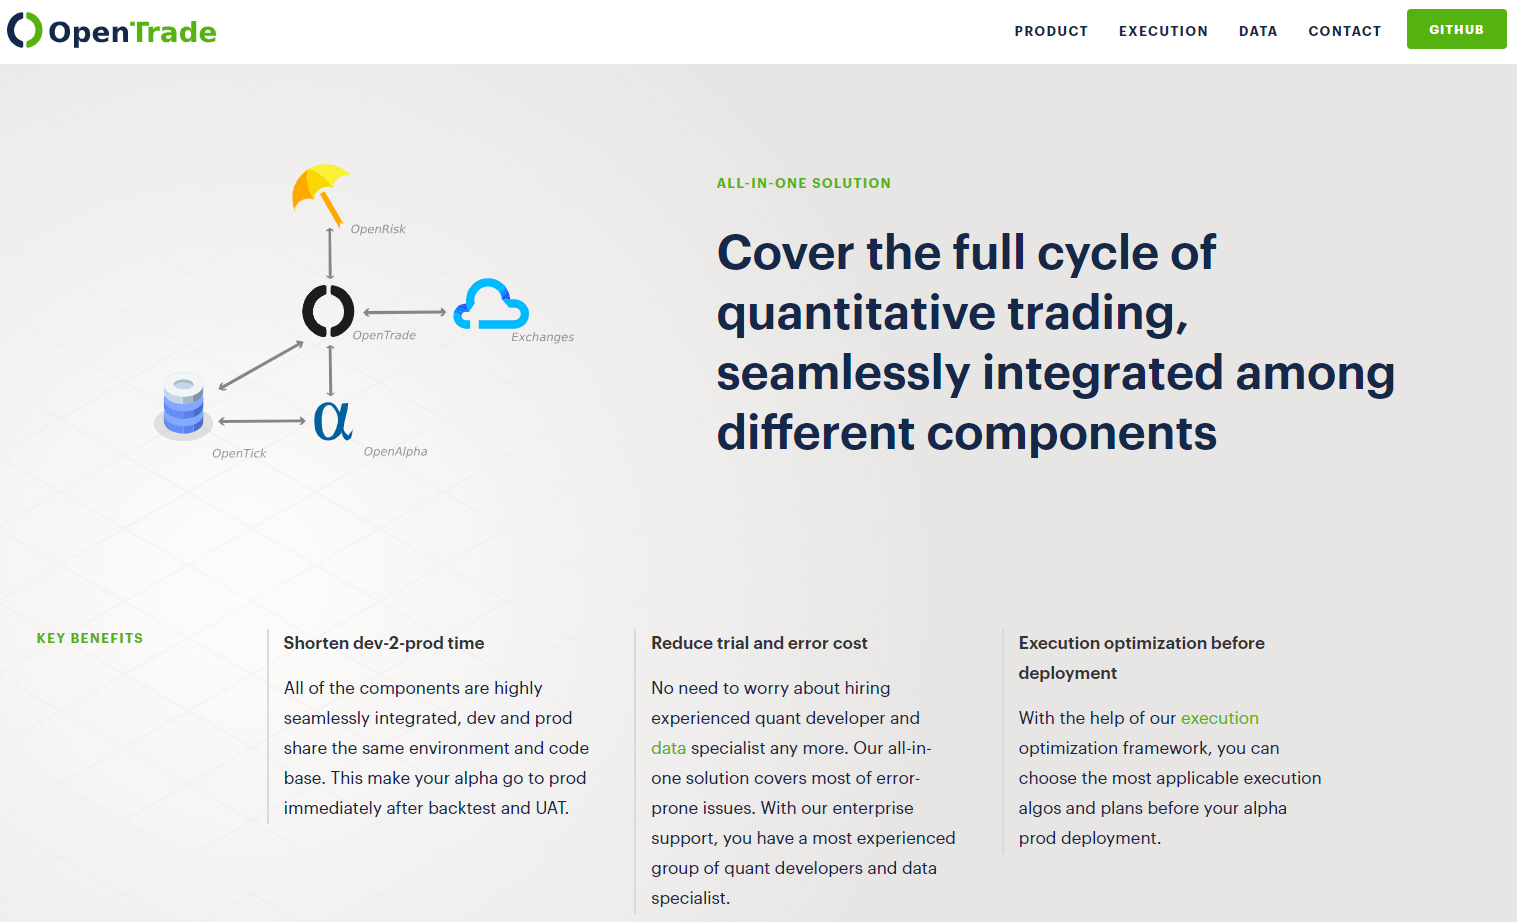 OpenTrade
PRODUCT
EXECUTION
DATA
CONTACT
GITHUB
OpenRisk
OpenTrade
Exchanges
α
OpenTick
OpenAlpha
ALL-IN-ONE SOLUTION
Cover the full cycle of
quantitative trading,
seamlessly integrated among
different components
KEY BENEFITS
Shorten dev-2-prod time
All of the components are highly
seamlessly integrated, dev and prod
share the same environment and code
base. This make your alpha go to prod
immediately after backtest and UAT.
Reduce trial and error cost
No need to worry about hiring
experienced quant developer and
data specialist any more. Our all-in-
one solution covers most of error-
prone issues. With our enterprise
support, you have a most experienced
group of quant developers and data
specialist.
Execution optimization before
deployment
With the help of our execution
optimization framework, you can
choose the most applicable execution
algos and plans before your alpha
prod deployment.